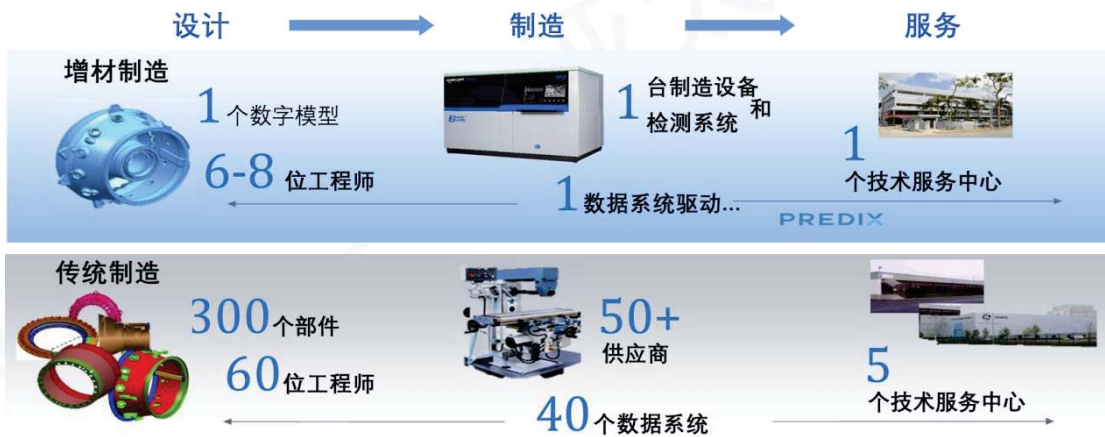 设计
制造
服务
增材制造
1个数字模型
6-8 位工程师
1 台制造设备和
检测系统
1 数据系统驱动...
1
个技术服务中心
PREDIX
传统制造
300个部件
60位工程师
50+
供应商
40个数据系统
5
个技术服务中心